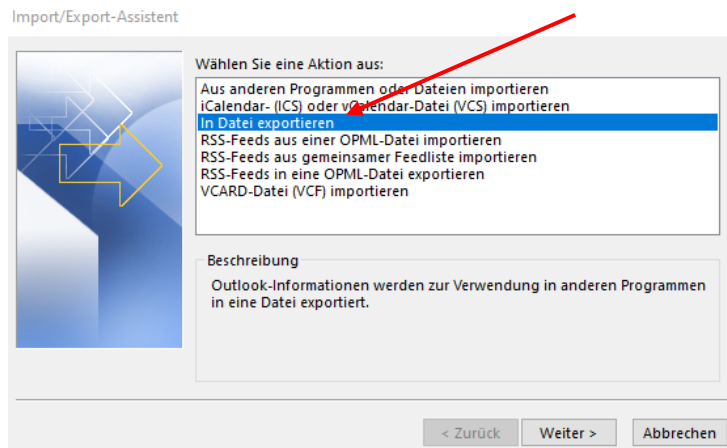 Import/Export-Assistent
Wählen Sie eine Aktion aus:
Aus anderen Programmen oder Dateien importieren
iCalendar- (ICS) oder vCalendar-Datei (VCS) importieren
In Datei exportieren
RSS-Feeds aus einer OPML-Datei importieren
RSS-Feeds aus gemeinsamer Feedliste importieren
RSS-Feeds in eine OPML-Datei exportieren
VCARD-Datei (VCF) importieren
Beschreibung
Outlook-Informationen werden zur Verwendung in anderen Programmen
in eine Datei exportiert.
< Zurück Weiter > Abbrechen